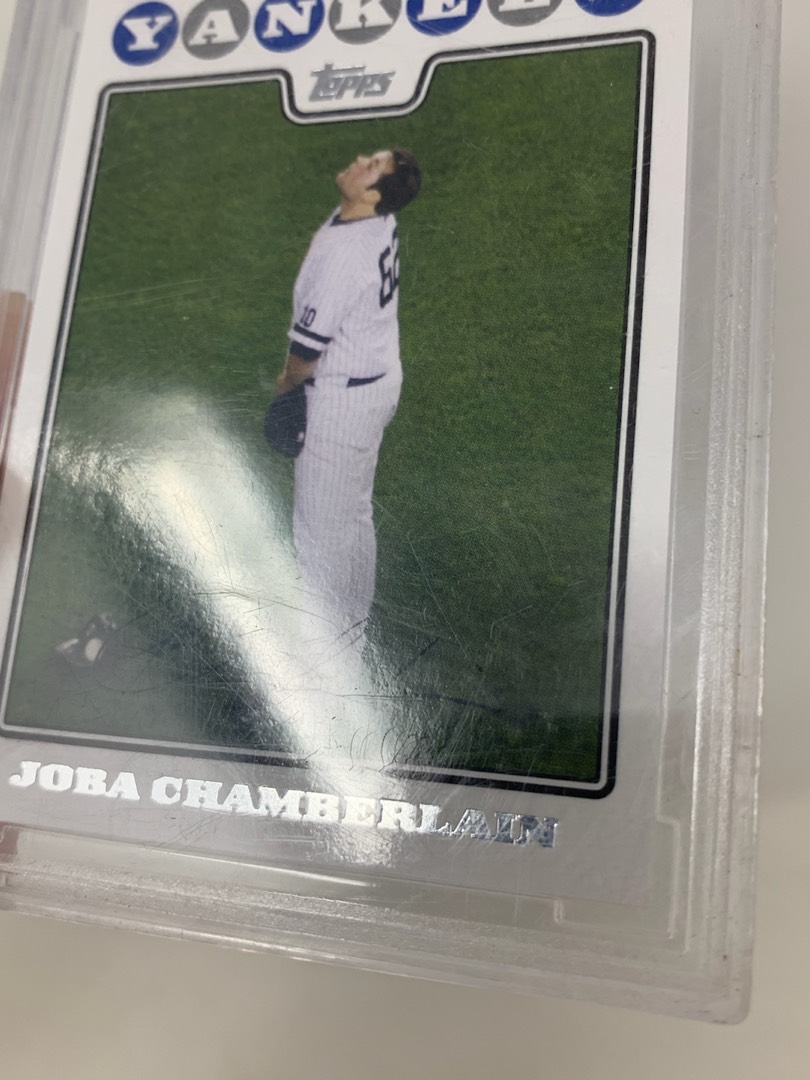 YANKEES
Topps
62
10
JOBA CHAMBERLAIN